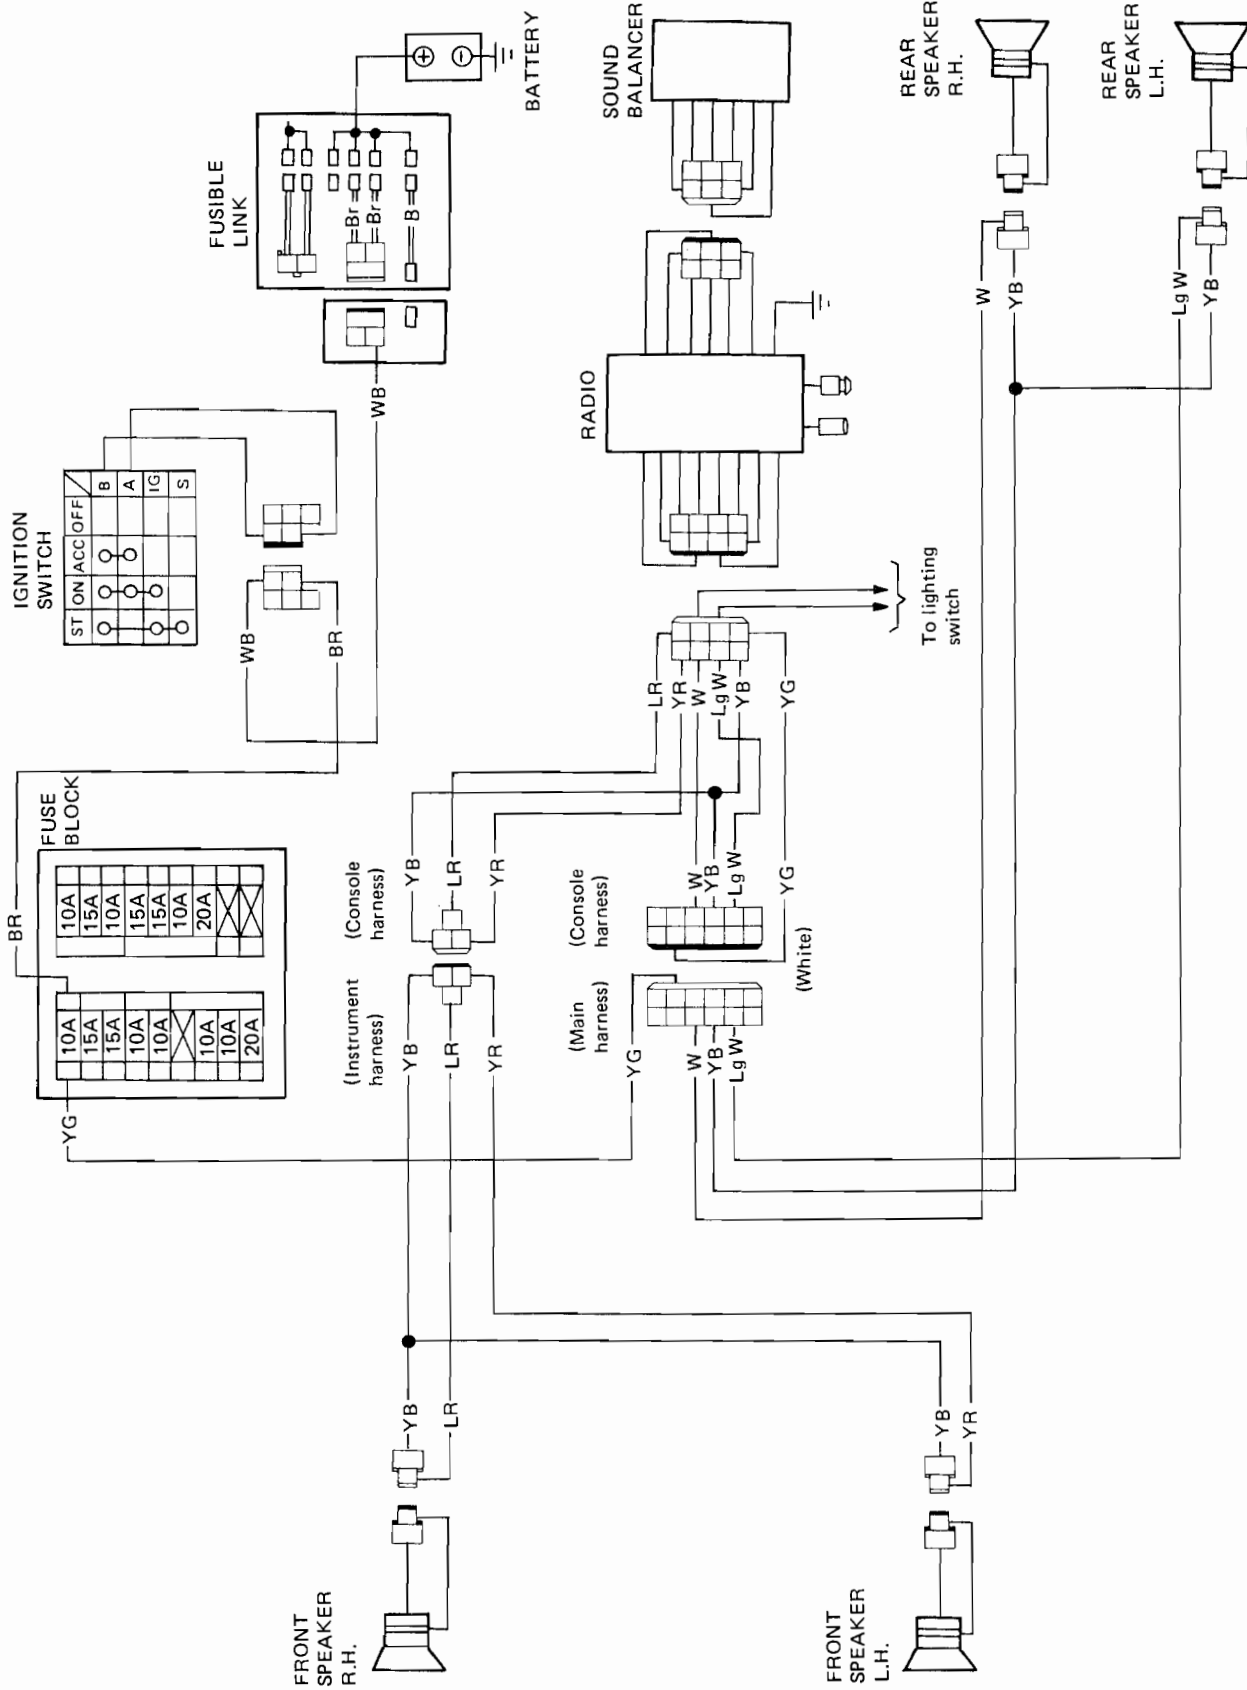 BATTERY
FUSIBLE
LINK
Br
Br
B
WB
IGNITION
SWITCH
OFF
ACC
ON
ST
B
A
IG
S
WB
BR
BR
FUSE
BLOCK
10A
15A
10A
15A
15A
10A
20A
10A
15A
15A
10A
10A
10A
10A
20A
YG
SOUND
BALANCER
RADIO
To lighting
switch
LR
YR
W
LgW
YB
YG
YB
LR
YR
(Console
harness)
(Instrument
harness)
YB
LR
YR
W
YB
LgW
YG
(Console
harness)
(Main
harness)
(White)
YG
W
YB
LgW
REAR
SPEAKER
R.H.
W
YB
REAR
SPEAKER
L.H.
LgW
YB
YB
LR
FRONT
SPEAKER
R.H.
YB
YR
FRONT
SPEAKER
L.H.